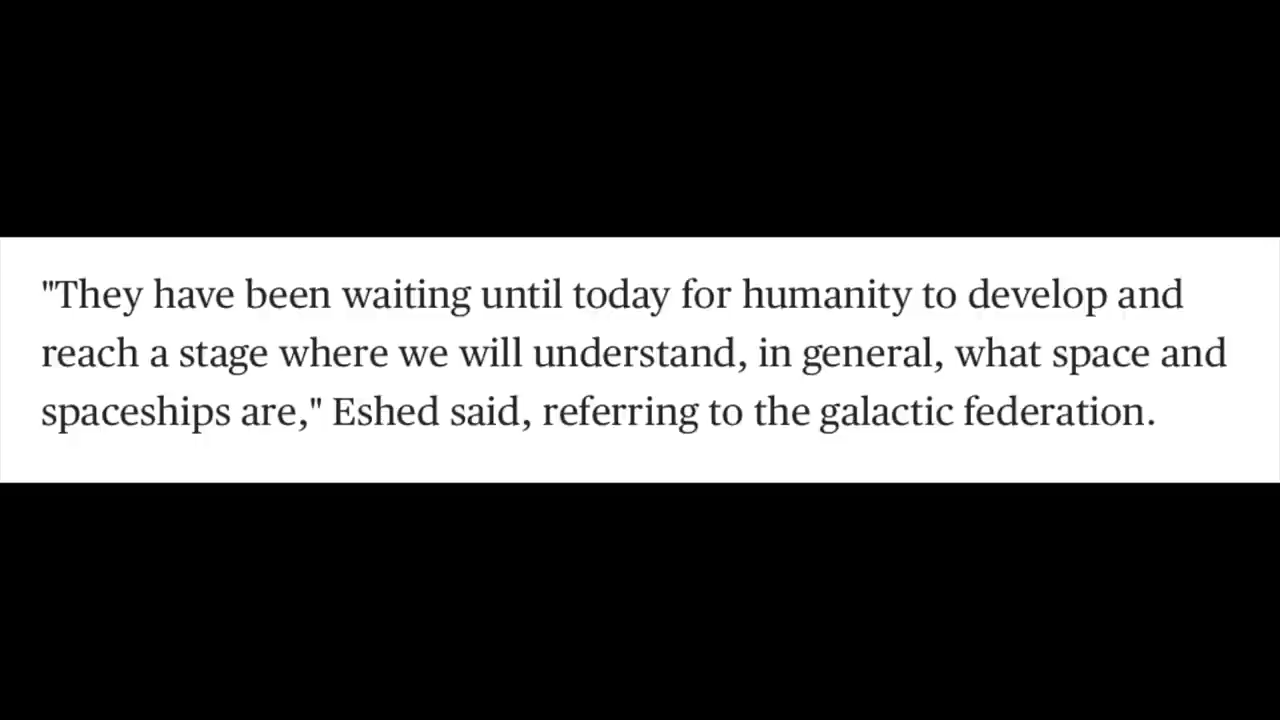 "They have been waiting until today for humanity to develop and
reach a stage where we will understand, in general, what space and
spaceships are," Eshed said, referring to the galactic federation.